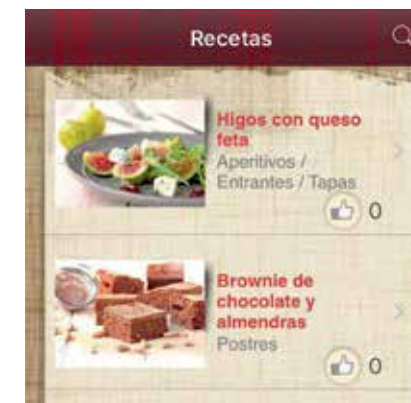 Recetas
Higos con queso
feta
Aperitivos /
Entrantes / Tapas
0
Brownie de
chocolate y
almendras
Postres
0